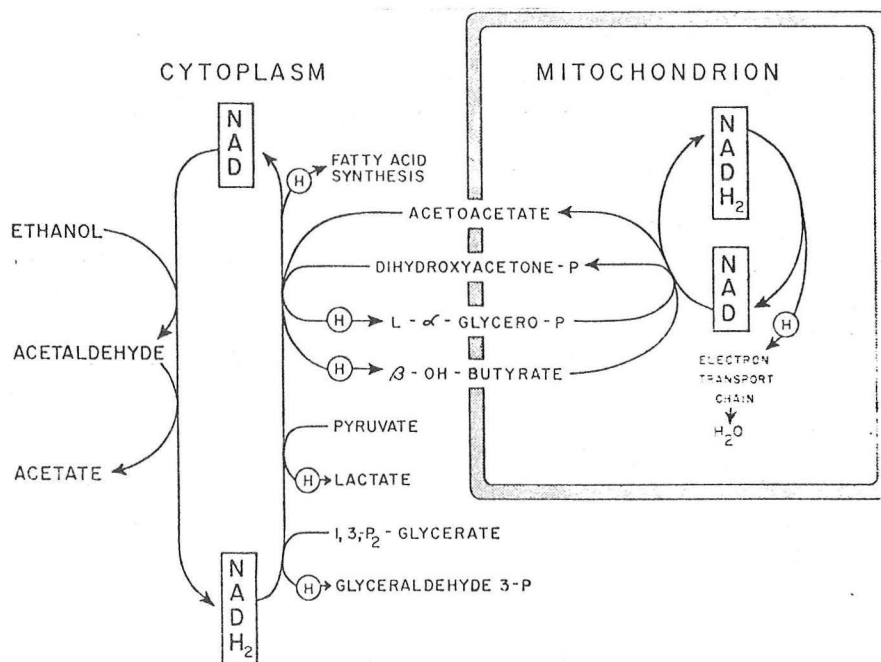 CYTOPLASM
MITOCHONDRION
NAD
NADH₂
H
FATTY ACID
SYNTHESIS
ACETOACETATE
ETHANOL
DIHYDROXYACETONE-P
NAD
H
L-α-GLYCERO-P
H
ACETALDEHYDE
H
β-OH-BUTYRATE
ELECTRON
TRANSPORT
CHAIN
H₂O
PYRUVATE
ACETATE
H
LACTATE
1,3,-P₂-GLYCERATE
H
GLYCERALDEHYDE 3-P
NADH₂